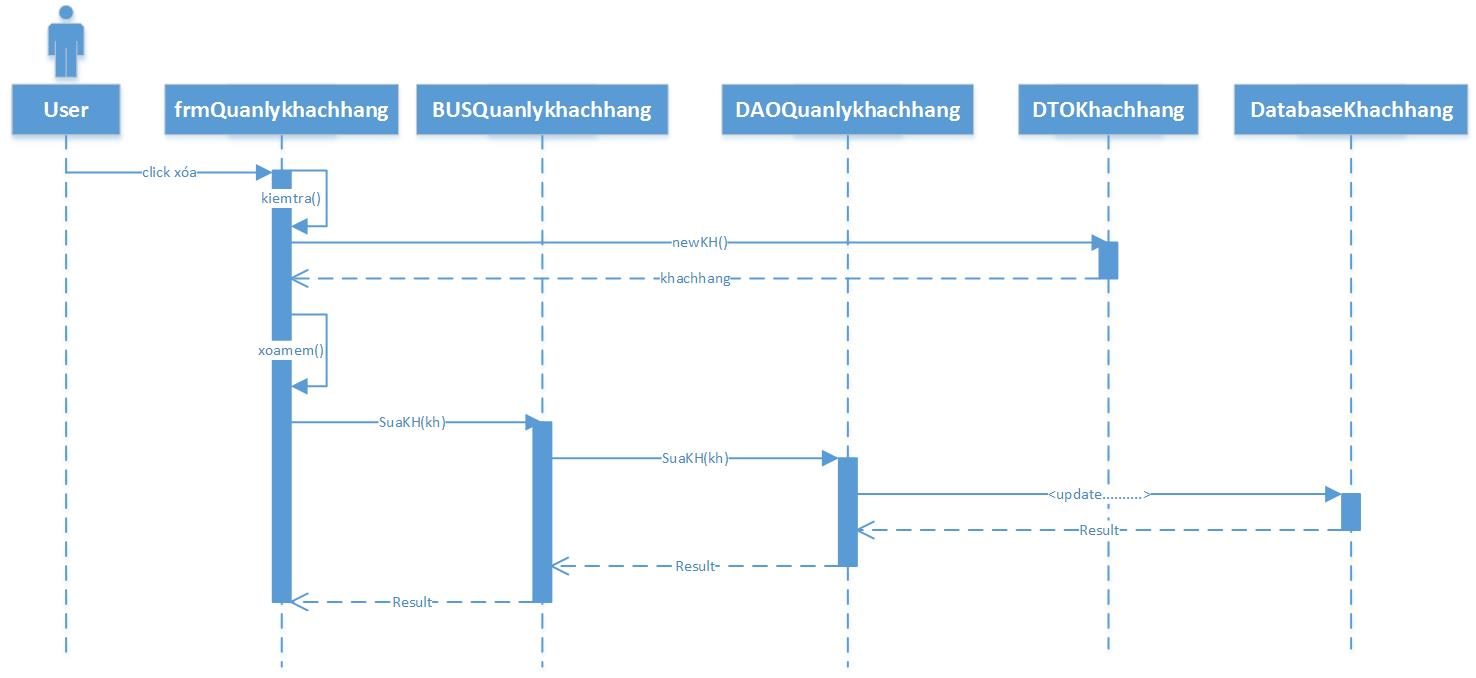 User
frmQuanlykhachhang
BUSQuanlykhachhang
DAOQuanlykhachhang
DTOKhachhang
DatabaseKhachhang
click xóa
kiemtra()
newKH()
khachhang
xoamem()
SuaKH(kh)
SuaKH(kh)
<update..........>
Result
Result
Result